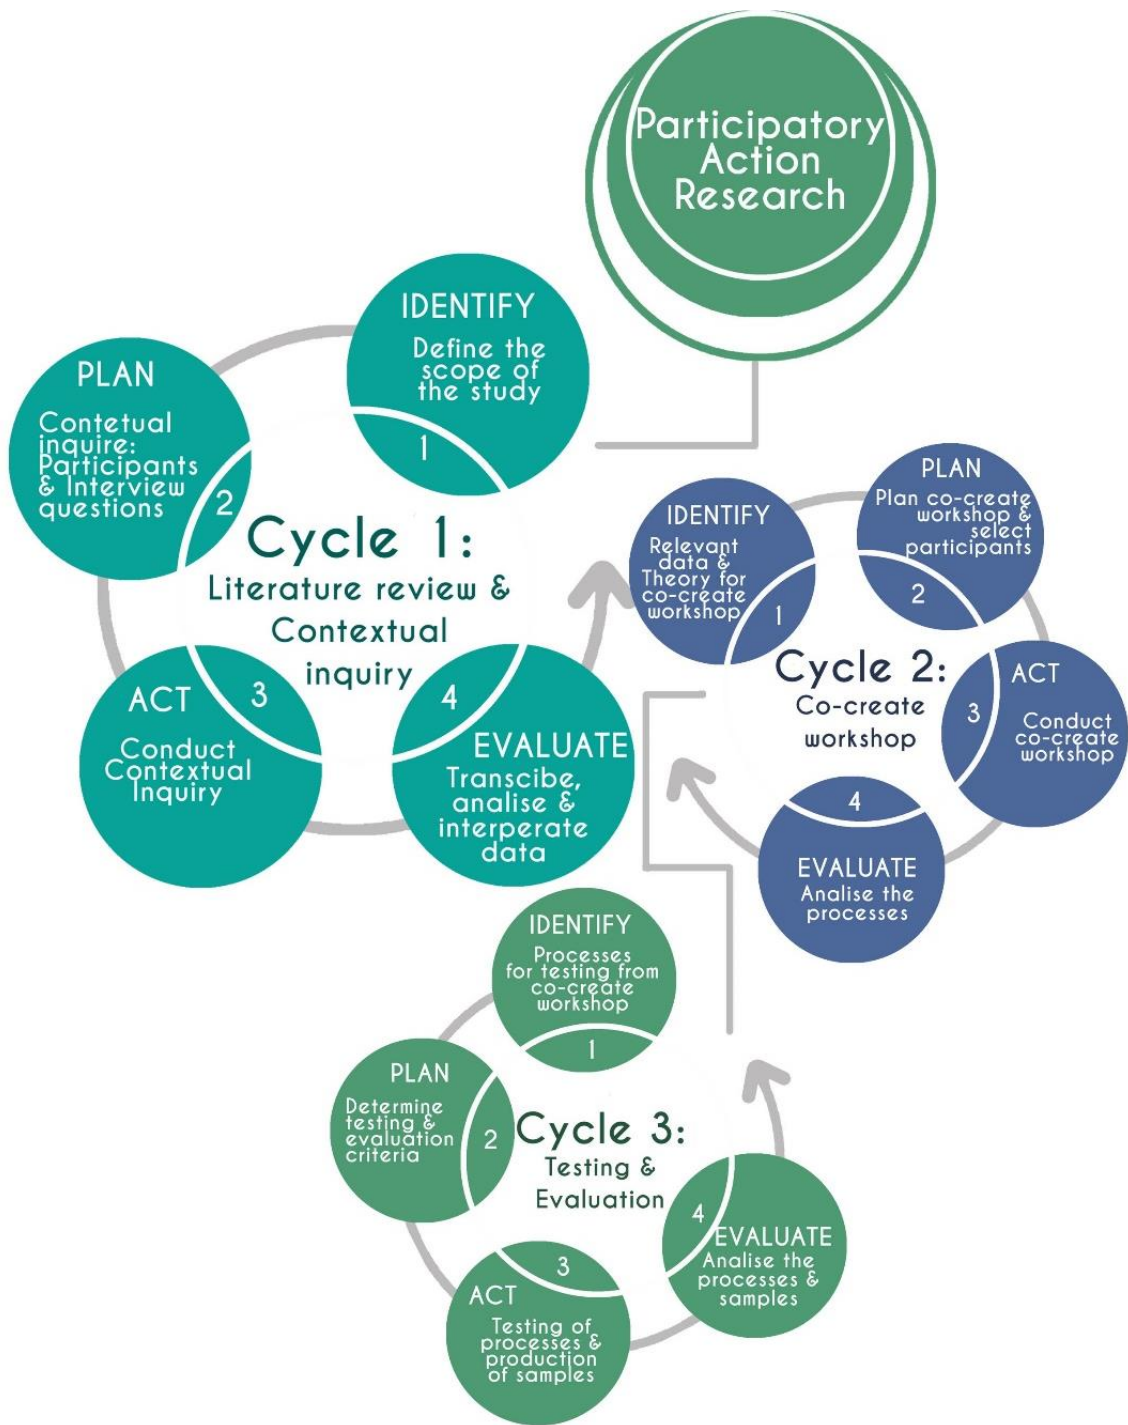 Participatory
Action
Research
IDENTIFY
Define the
scope of
the study
1
PLAN
Contetual
inquire:
Participants
& Interview
questions
2
Cycle 1:
Literature review &
Contextual
inquiry
ACT
Conduct
Contextual
Inquiry
3
4
EVALUATE
Transcibe,
analise &
interperate
data
IDENTIFY
Relevant
data &
Theory for
co-create
workshop
1
PLAN
Plan co-create
workshop &
select
participants
2
Cycle 2:
Co-create
workshop
ACT
Conduct
co-create
workshop
3
4
EVALUATE
Analise the
processes
IDENTIFY
Processes
for testing from
co-create
workshop
1
PLAN
Determine
testing &
evaluation
criteria
2
Cycle 3:
Testing &
Evaluation
3
ACT
Testing of
processes &
production
of samples
4
EVALUATE
Analise the
processes &
samples